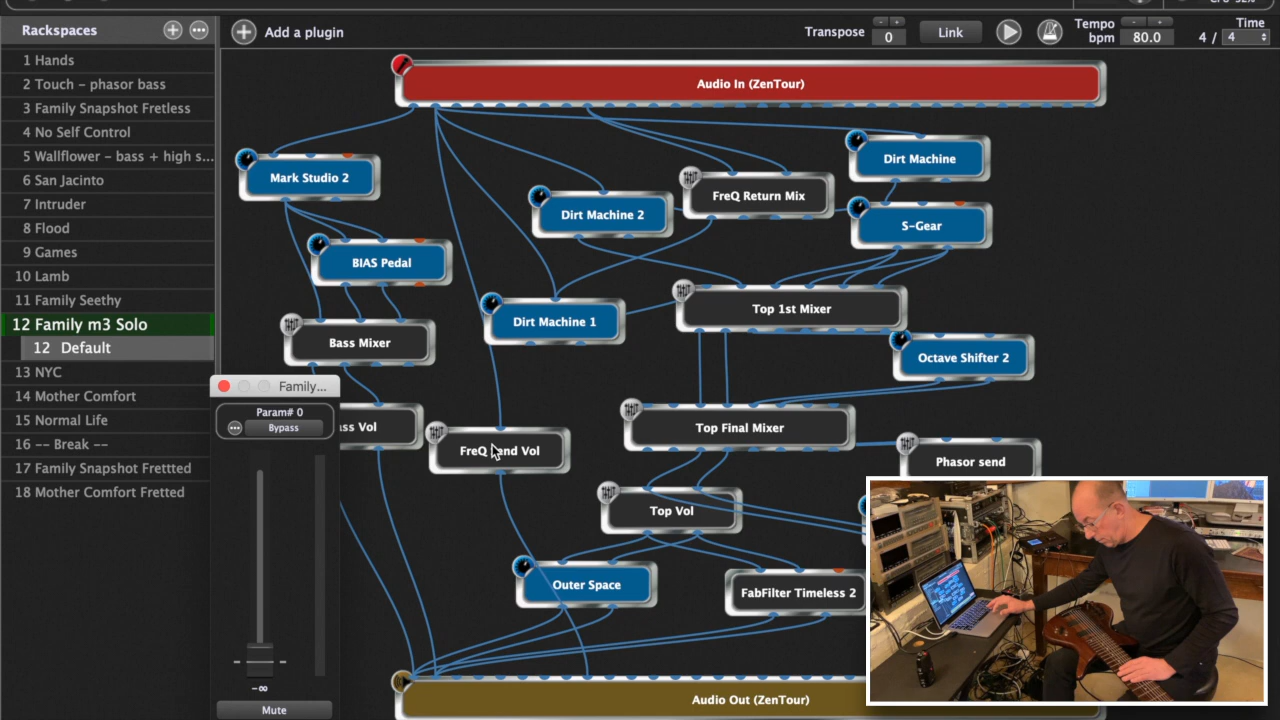 Rackspaces
Add a plugin
Transpose
0
Link
Tempo
bpm
80.0
4 /
4
Time
1 Hands
2 Touch – phasor bass
3 Family Snapshot Fretless
4 No Self Control
5 Wallflower – bass + high s...
6 San Jacinto
7 Intruder
8 Flood
9 Games
10 Lamb
11 Family Seethy
12 Family m3 Solo
12 Default
13 NYC
14 Mother Comfort
15 Normal Life
16 -- Break --
17 Family Snapshot Frettted
18 Mother Comfort Fretted
Family...
Param# 0
Bypass
-∞
Mute
Audio In (ZenTour)
Mark Studio 2
Dirt Machine
FreQ Return Mix
Dirt Machine 2
S-Gear
BIAS Pedal
Top 1st Mixer
Dirt Machine 1
Bass Mixer
Octave Shifter 2
ss Vol
Top Final Mixer
FreQ and Vol
Phasor send
Top Vol
Outer Space
FabFilter Timeless 2
Audio Out (ZenTour)